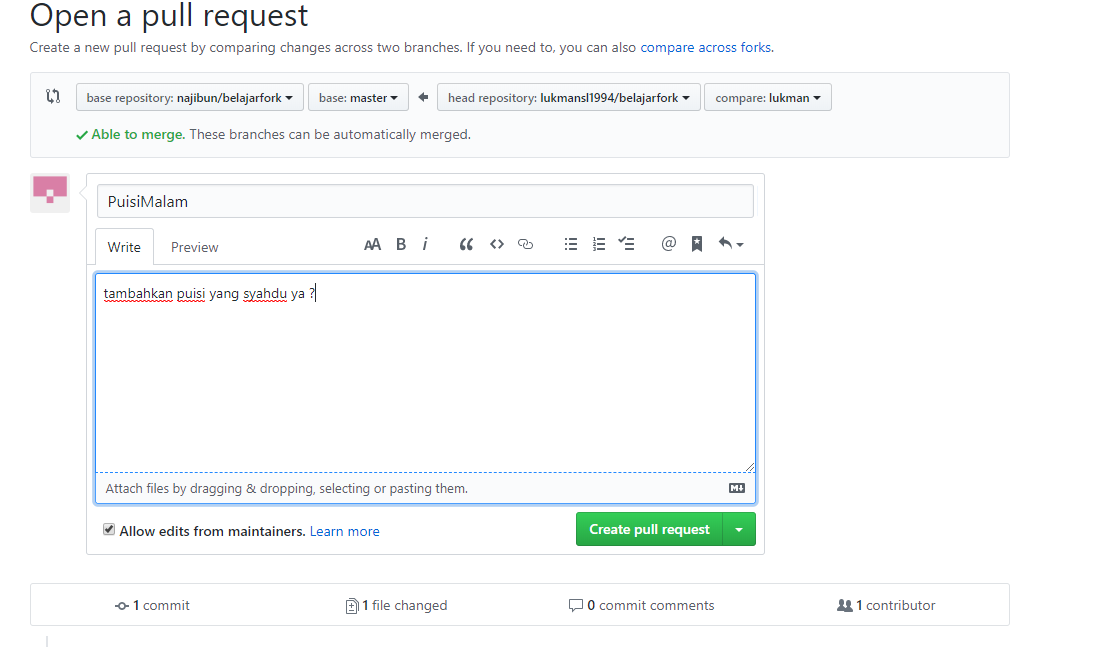 Open a pull request
Create a new pull request by comparing changes across two branches. If you need to, you can also compare across forks.
base repository: najibun/belajarfork base: master head repository: lukmansl1994/belajarfork compare: lukman
Able to merge. These branches can be automatically merged.
PuisiMalam
Write Preview AA B i
tambahkan puisi yang syahdu ya ?
Attach files by dragging & dropping, selecting or pasting them.
Allow edits from maintainers. Learn more Create pull request
1 commit 1 file changed 0 commit comments 1 contributor